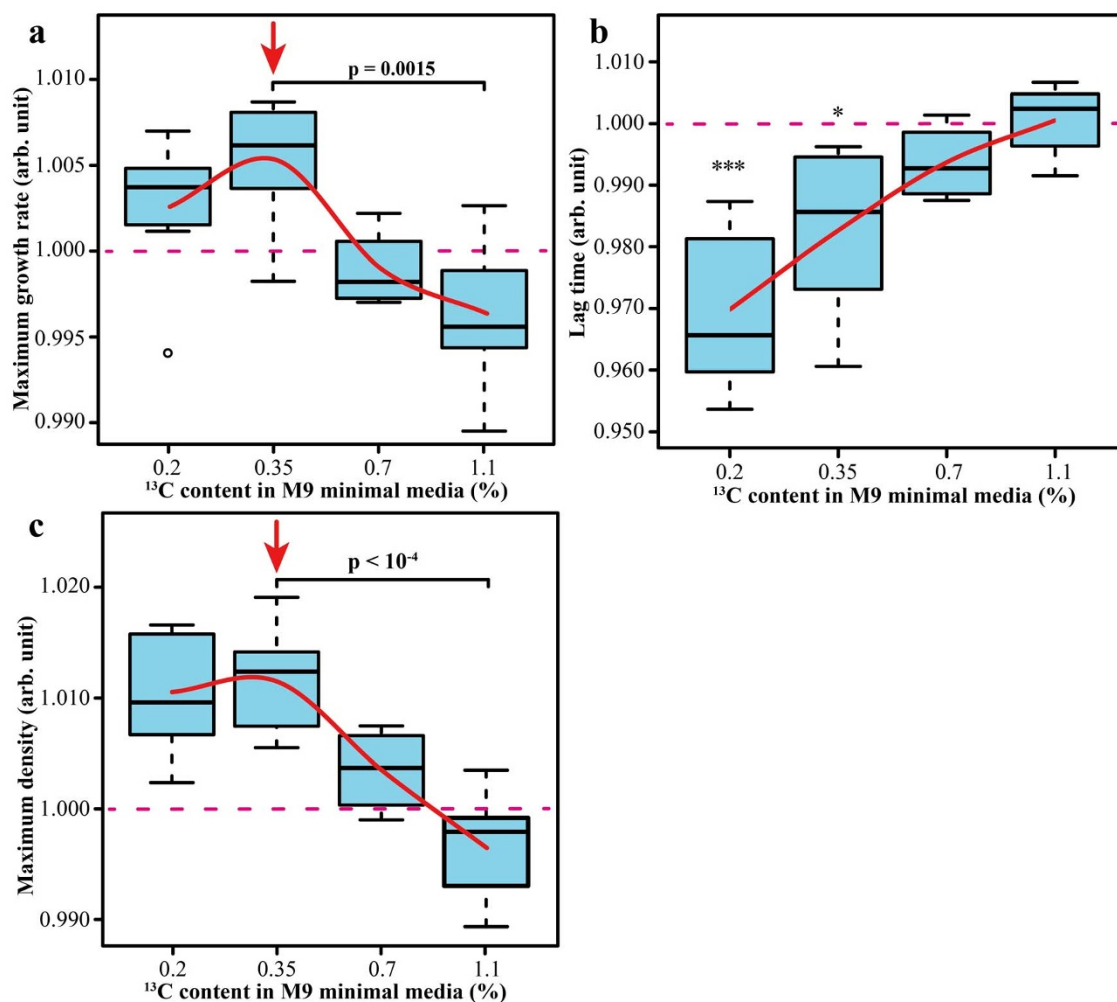 a
p = 0.0015
Maximum growth rate (arb. unit)
1.010
1.005
1.000
0.995
0.990
0.2 0.35 0.7 1.1
¹³C content in M9 minimal media (%)
b
***
*
Lag time (arb. unit)
1.010
1.000
0.990
0.980
0.970
0.960
0.950
0.2 0.35 0.7 1.1
¹³C content in M9 minimal media (%)
c
p < 10⁻⁴
Maximum density (arb. unit)
1.020
1.010
1.000
0.990
0.2 0.35 0.7 1.1
¹³C content in M9 minimal media (%)